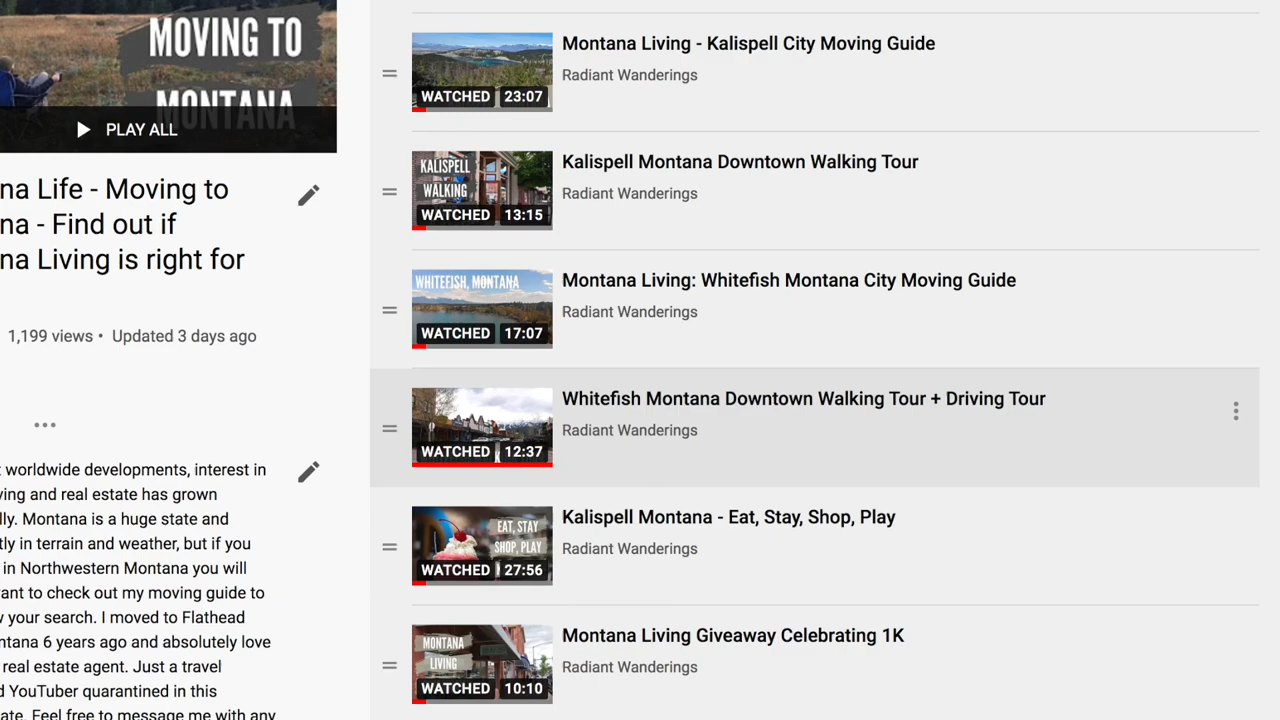 MOVING TO
MONTANA
PLAY ALL
na Life - Moving to
na - Find out if
na Living is right for
1,199 views • Updated 3 days ago
worldwide developments, interest in
ving and real estate has grown
lly. Montana is a huge state and
tly in terrain and weather, but if you
in Northwestern Montana you will
ant to check out my moving guide to
your search. I moved to Flathead
ntana 6 years ago and absolutely love
real estate agent. Just a travel
d YouTuber quarantined in this
ate. Feel free to message me with any
WATCHED 23:07
Montana Living - Kalispell City Moving Guide
Radiant Wanderings
KALISPELL
WALKING
WATCHED 13:15
Kalispell Montana Downtown Walking Tour
Radiant Wanderings
WHITEFISH, MONTANA
WATCHED 17:07
Montana Living: Whitefish Montana City Moving Guide
Radiant Wanderings
WATCHED 12:37
Whitefish Montana Downtown Walking Tour + Driving Tour
Radiant Wanderings
EAT, STAY
SHOP, PLAY
WATCHED 27:56
Kalispell Montana - Eat, Stay, Shop, Play
Radiant Wanderings
MONTANA
LIVING
WATCHED 10:10
Montana Living Giveaway Celebrating 1K
Radiant Wanderings